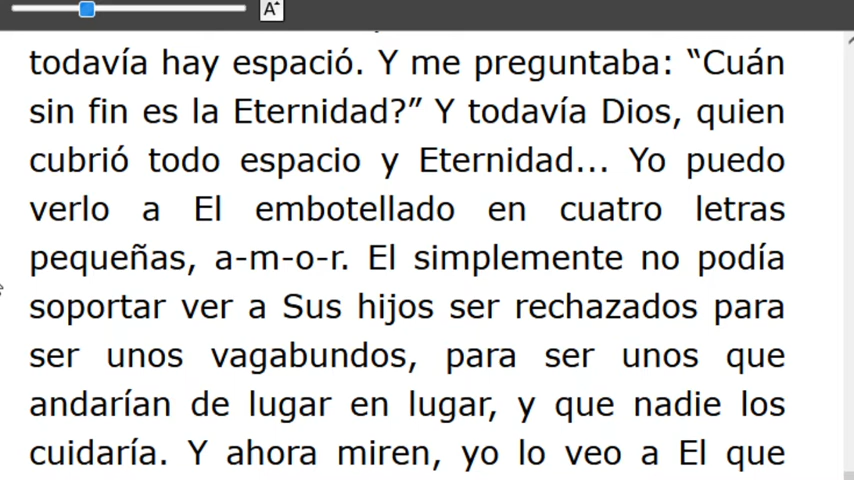 A
todavía hay espació. Y me preguntaba: “Cuán
sin fin es la Eternidad?” Y todavía Dios, quien
cubrió todo espacio y Eternidad… Yo puedo
verlo a El embotellado en cuatro letras
pequeñas, a-m-o-r. El simplemente no podía
soportar ver a Sus hijos ser rechazados para
ser unos vagabundos, para ser unos que
andarían de lugar en lugar, y que nadie los
cuidaría. Y ahora miren, yo lo veo a El que